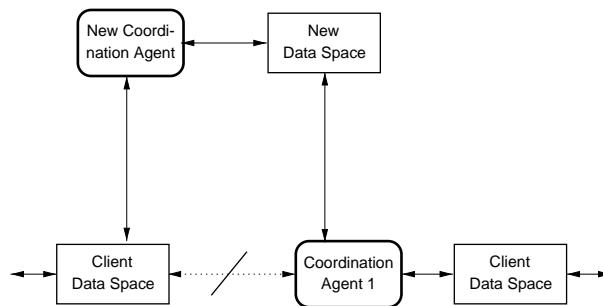 New Coordi-
nation Agent
New
Data Space
Client
Data Space
Coordination
Agent 1
Client
Data Space